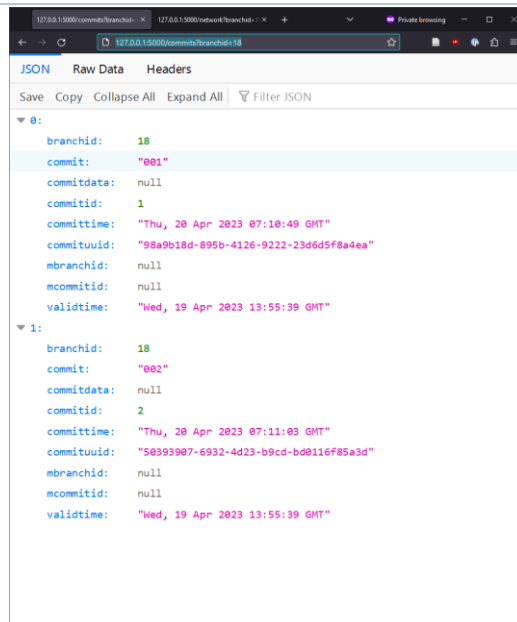 127.0.0.1:5000/commits?branchid=1
127.0.0.1:5000/network?branchid=1
Private browsing
127.0.0.1:5000/commits?branchid=18
JSON Raw Data Headers
Save Copy Collapse All Expand All Filter JSON
0:
branchid: 18
commit: "001"
commitdata: null
commitid: 1
committime: "Thu, 20 Apr 2023 07:10:49 GMT"
commituuid: "98a9b18d-895b-4126-9222-23d6d5f8a4ea"
mbranchid: null
mcommitid: null
validtime: "Wed, 19 Apr 2023 13:55:39 GMT"
1:
branchid: 18
commit: "002"
commitdata: null
commitid: 2
committime: "Thu, 20 Apr 2023 07:11:03 GMT"
commituuid: "50393907-6932-4d23-b9cd-bd0116f85a3d"
mbranchid: null
mcommitid: null
validtime: "Wed, 19 Apr 2023 13:55:39 GMT"